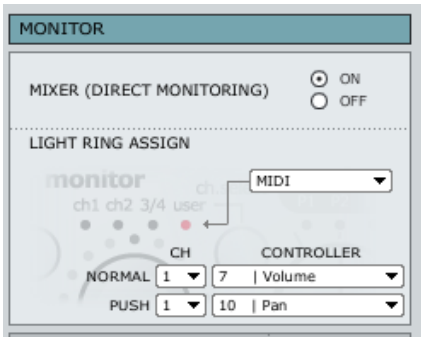 MONITOR
MIXER (DIRECT MONITORING)
ON
OFF
LIGHT RING ASSIGN
monitor
ch.s
MIDI
ch1 ch2 3/4 user
CH CONTROLLER
NORMAL 1 7 | Volume
PUSH 1 10 | Pan